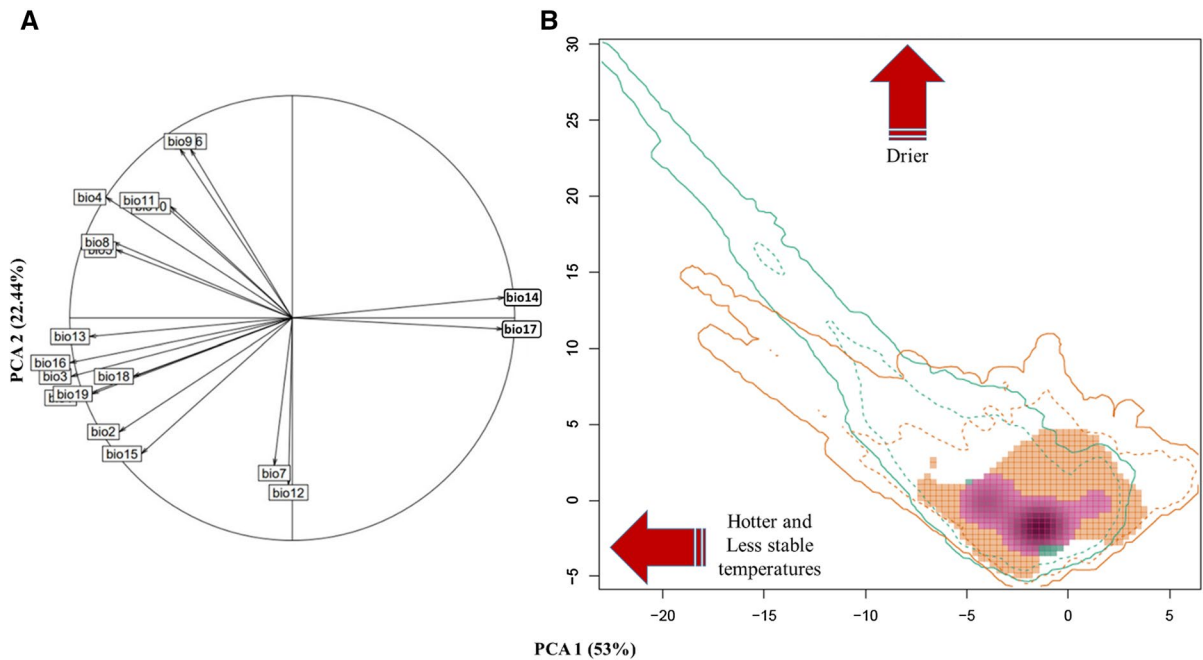 A
B
bio9
6
bio4
bio11
bio8
bio14
bio17
bio13
bio16
bio3
bio18
bio19
bio2
bio15
bio7
bio12
PCA 2 (22.44%)
30
25
20
15
10
5
0
−5
Drier
Hotter and
Less stable
temperatures
−20
−15
−10
−5
0
5
PCA 1 (53%)